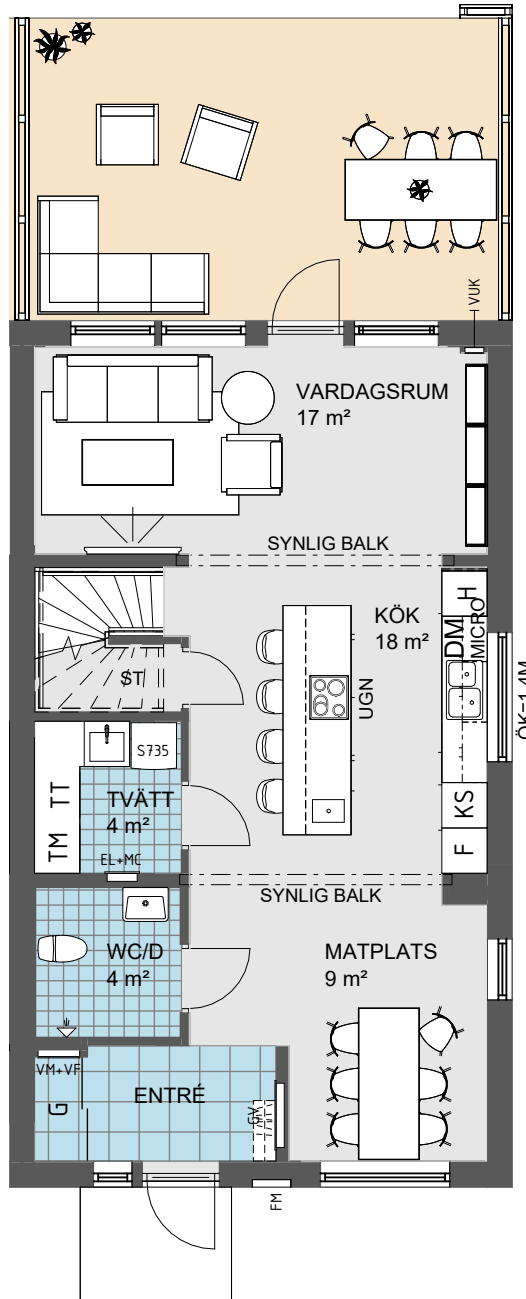 VUK
VARDAGSRUM
17 m²
SYNLIG BALK
KÖK
18 m²
H
DM
MICRO
UGN
ÖK=1,4M
ST
S735
TM TT
TVÄTT
4 m²
KS
F
EL+MC
SYNLIG BALK
WC/D
4 m²
MATPLATS
9 m²
VM+VF
G
ENTRÉ
GV
FM